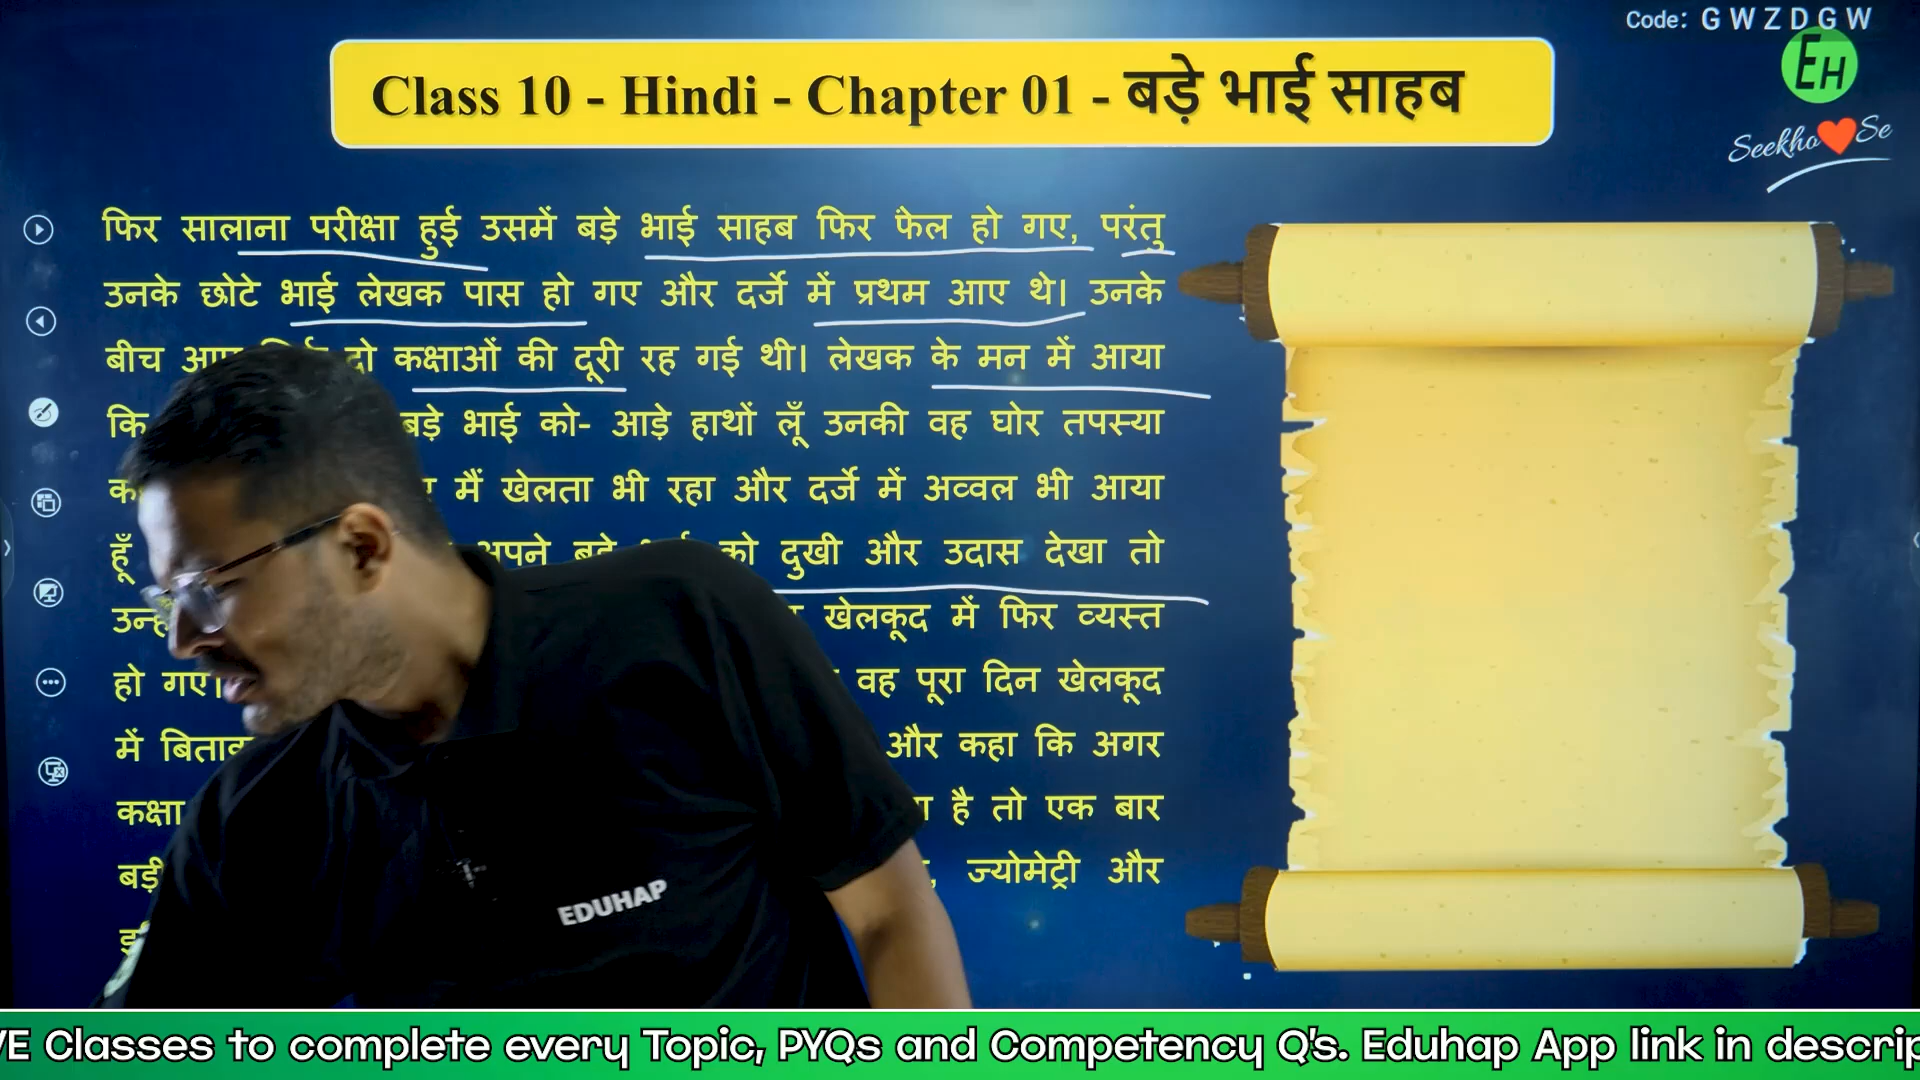 Code: G W Z D G W
EH
Seekho Se
Class 10 - Hindi - Chapter 01 - बड़े भाई साहब
फिर सालाना परीक्षा हुई उसमें बड़े भाई साहब फिर फेल हो गए, परंतु
उनके छोटे भाई लेखक पास हो गए और दर्जे में प्रथम आए थे। उनके
बीच दो कक्षाओं की दूरी रह गई थी। लेखक के मन में आया
कि बड़े भाई को- आड़े हाथों लूँ उनकी वह घोर तपस्या
मैं खेलता भी रहा और दर्जे में अव्वल भी आया
हूँ अपने को दुखी और उदास देखा तो
खेलकूद में फिर व्यस्त
हो गए। वह पूरा दिन खेलकूद
में और कहा कि अगर
कक्षा है तो एक बार
ज्योमेट्री और
EDUHAP
Classes to complete every Topic, PYQs and Competency Q's. Eduhap App link in